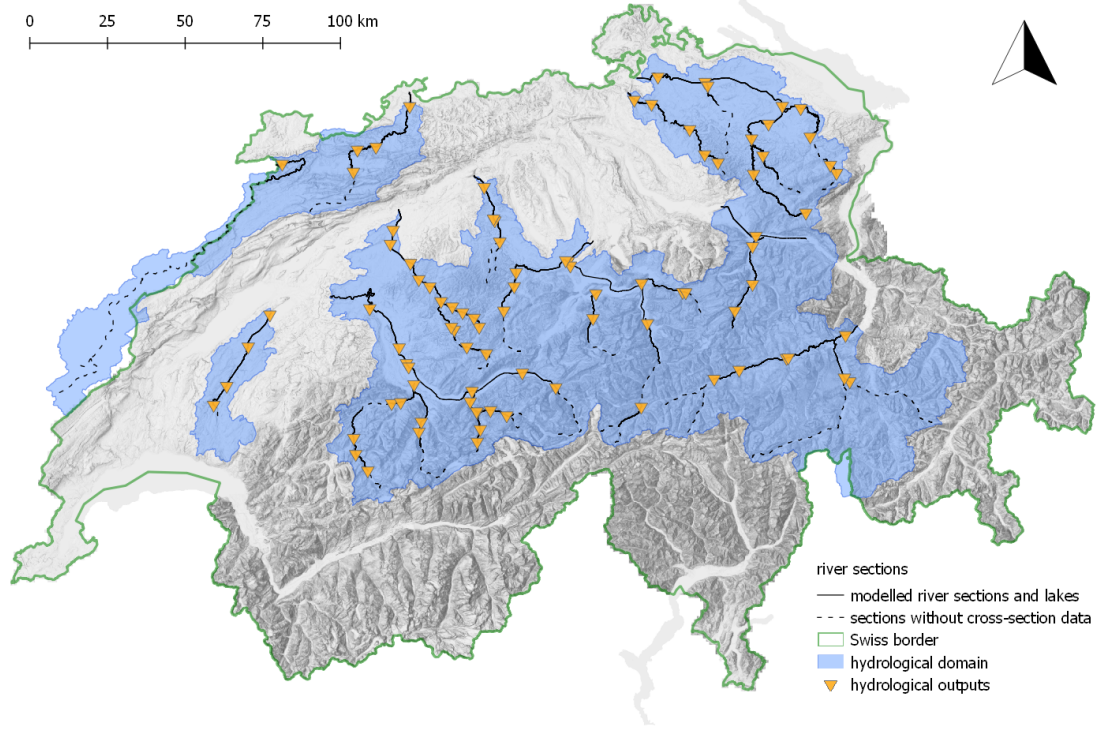 0 25 50 75 100 km
river sections
modelled river sections and lakes
sections without cross-section data
Swiss border
hydrological domain
hydrological outputs